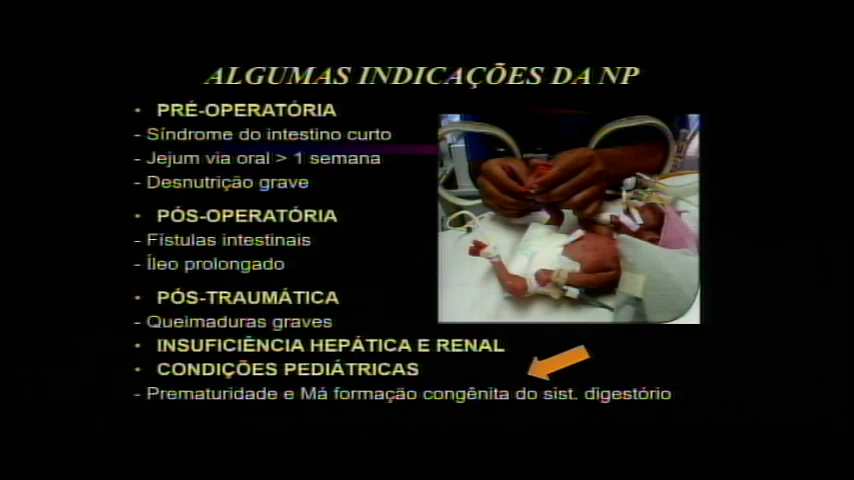 ALGUMAS INDICAÇÕES DA NP
• PRÉ-OPERATÓRIA
- Síndrome do intestino curto
- Jejum via oral > 1 semana
- Desnutrição grave
• PÓS-OPERATÓRIA
- Fístulas intestinais
- Íleo prolongado
• PÓS-TRAUMÁTICA
- Queimaduras graves
• INSUFICIÊNCIA HEPÁTICA E RENAL
• CONDIÇÕES PEDIÁTRICAS
- Prematuridade e Má formação congênita do sist. digestório